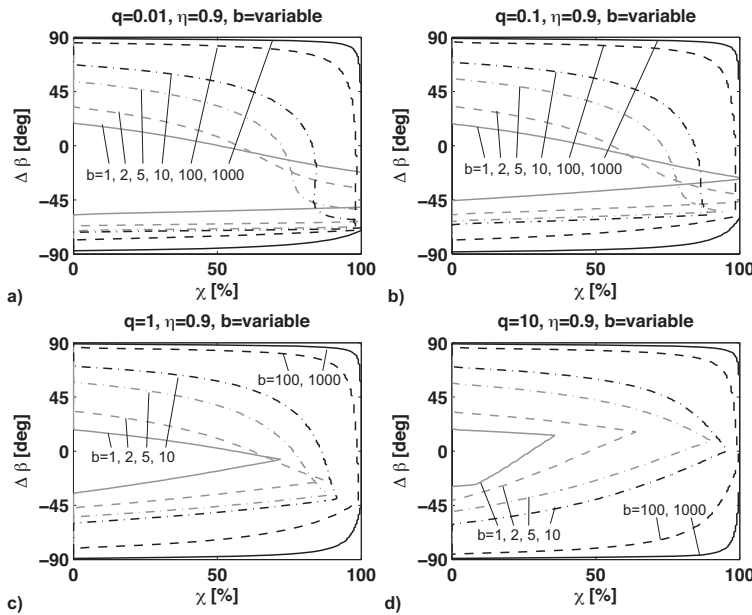 q=0.01, η=0.9, b=variable
90
45
0
−45
−90
Δ β [deg]
b=1, 2, 5, 10, 100, 1000
0
50
100
χ [%]
a)
q=0.1, η=0.9, b=variable
90
45
0
−45
−90
Δ β [deg]
b=1, 2, 5, 10, 100, 1000
0
50
100
χ [%]
b)
q=1, η=0.9, b=variable
90
45
0
−45
−90
Δ β [deg]
b=100, 1000
b=1, 2, 5, 10
0
50
100
χ [%]
c)
q=10, η=0.9, b=variable
90
45
0
−45
−90
Δ β [deg]
b=1, 2, 5, 10
b=100, 1000
0
50
100
χ [%]
d)